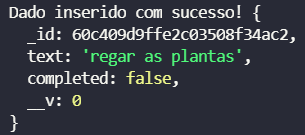 Dado inserido com sucesso! {
  _id: 60c409d9ffe2c03508f34ac2,
  text: 'regar as plantas',
  completed: false,
  __v: 0
}